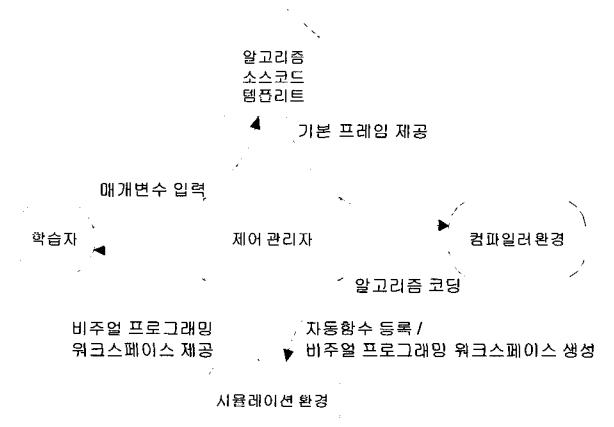 알고리즘
소스코드
템플리트
기본 프레임 제공
매개변수 입력
학습자
제어 관리자
컴파일러 환경
알고리즘 코딩
비주얼 프로그래밍
워크스페이스 제공
자동함수 등록 /
비주얼 프로그래밍 워크스페이스 생성
시뮬레이션 환경